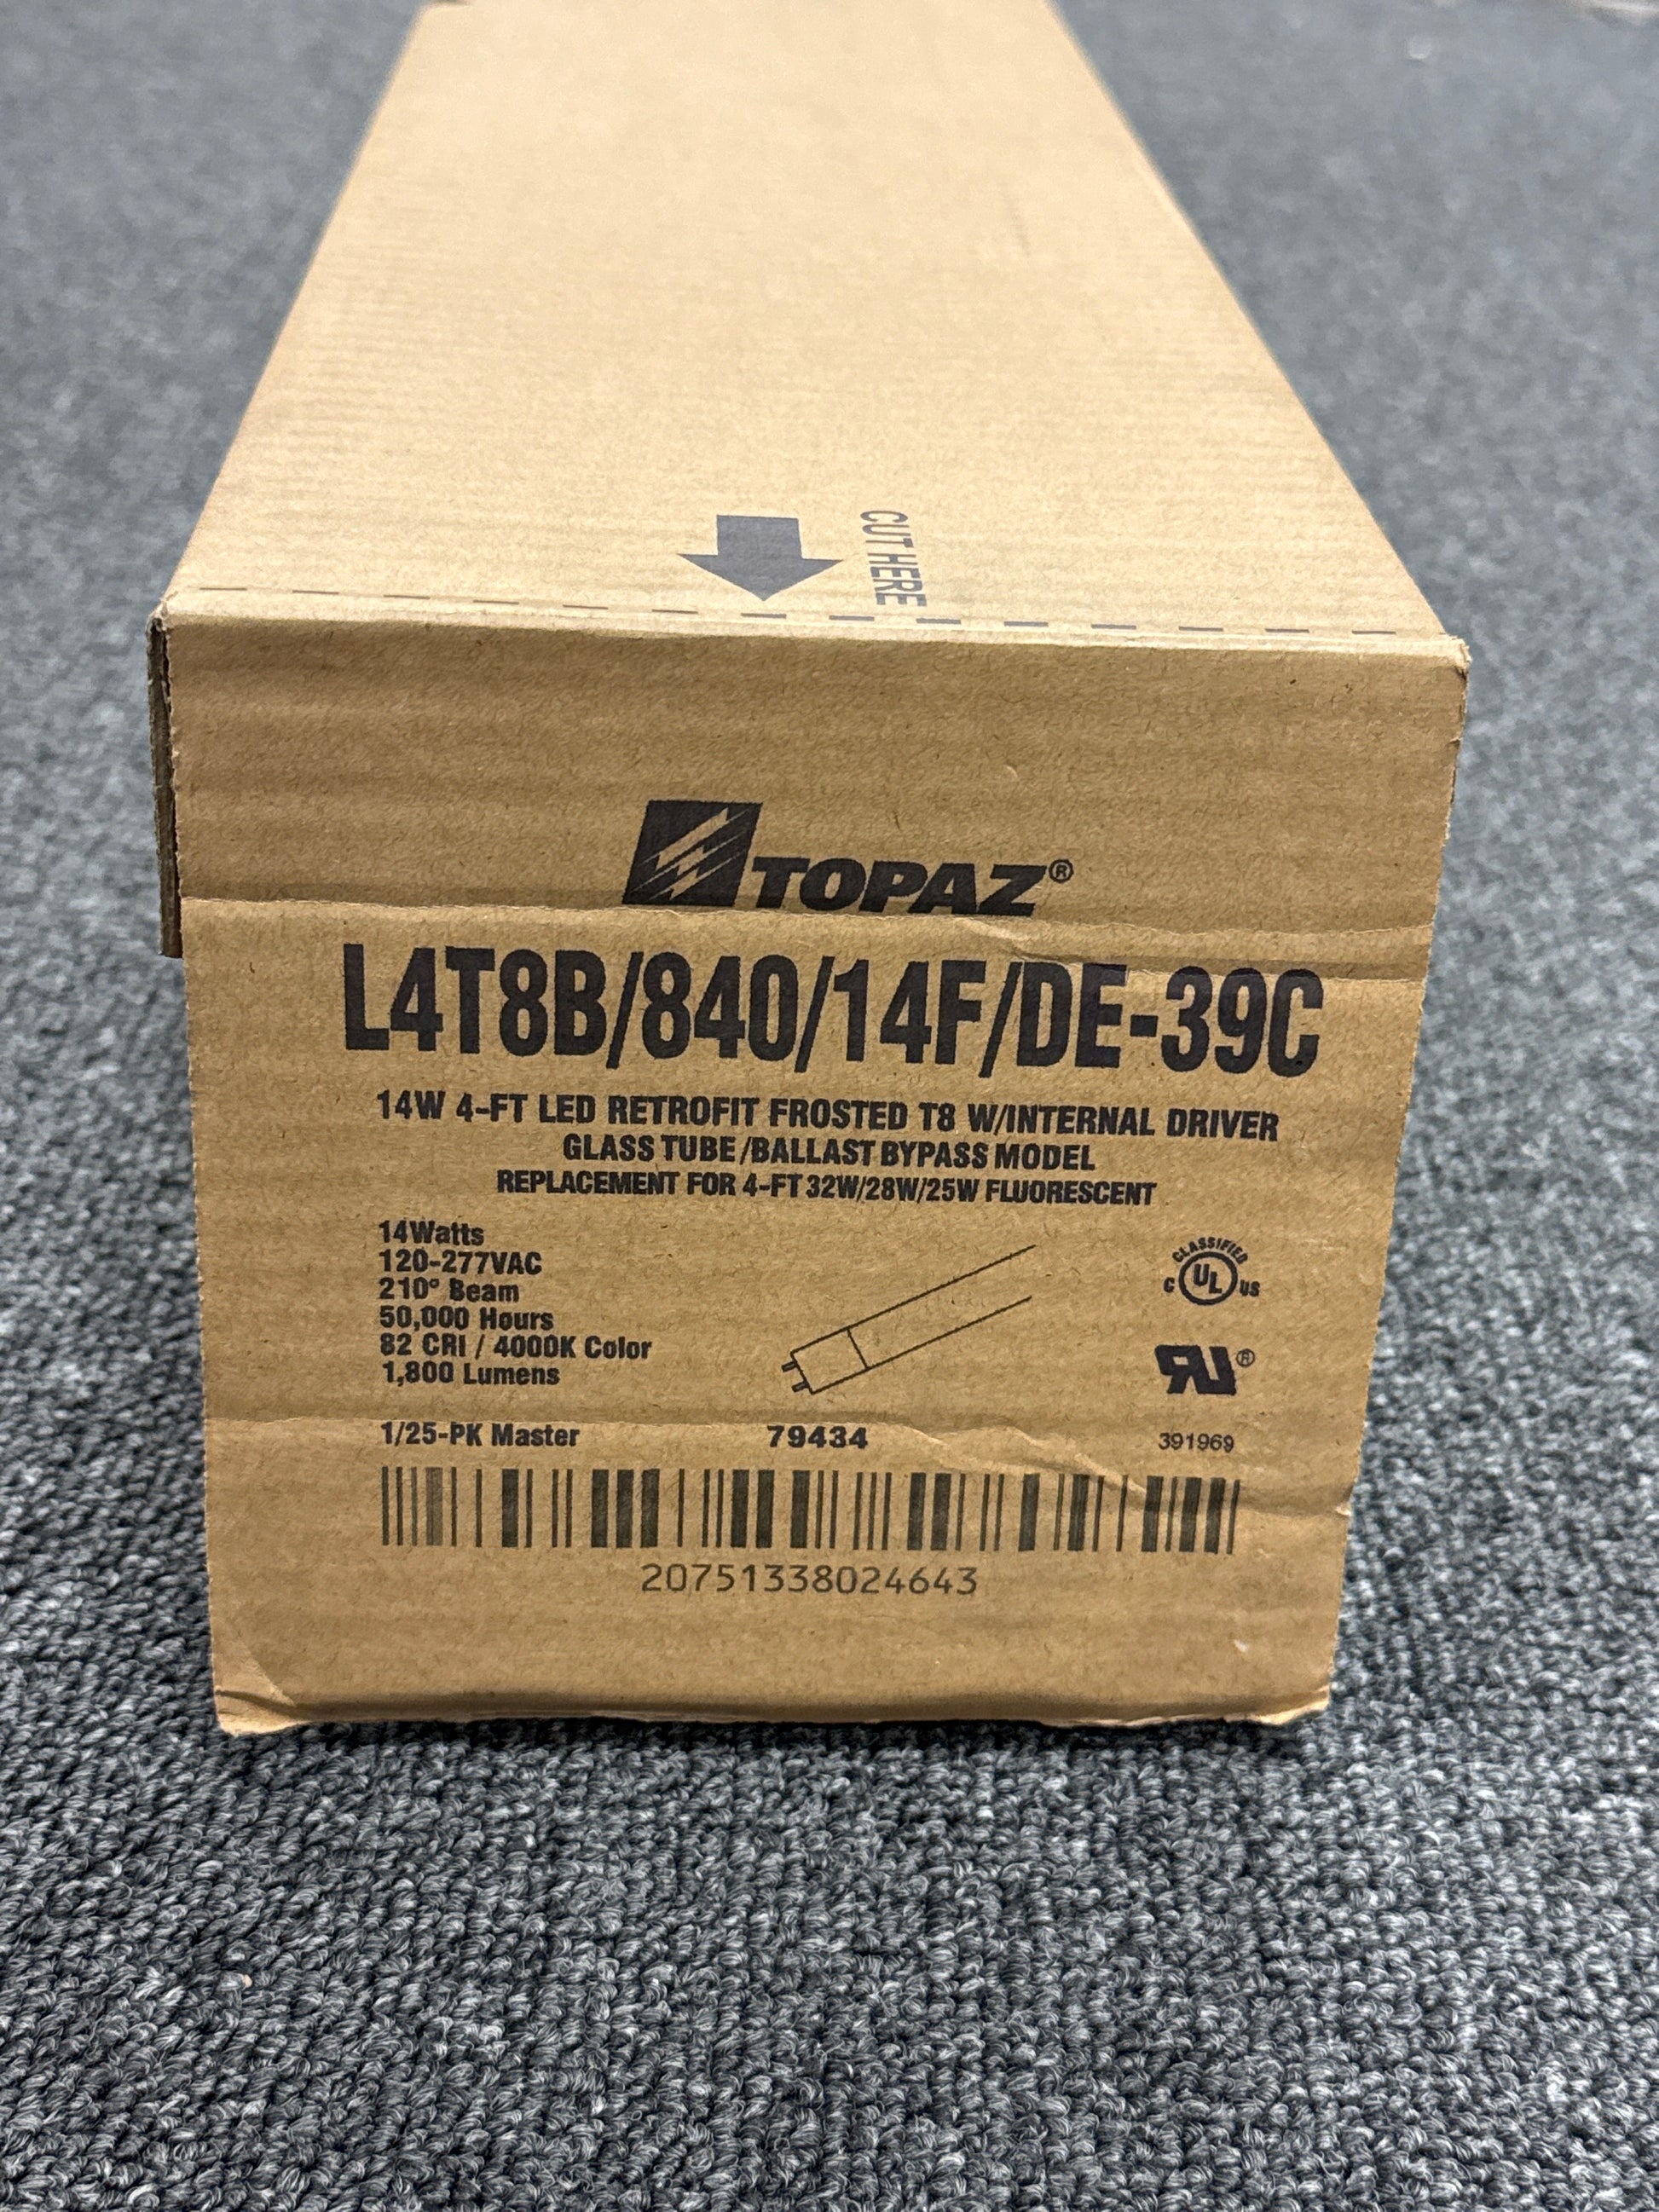 CUT HERE
TOPAZ®
L4T8B/840/14F/DE-39C
14W 4-FT LED RETROFIT FROSTED T8 W/INTERNAL DRIVER
GLASS TUBE/BALLAST BYPASS MODEL
REPLACEMENT FOR 4-FT 32W/28W/25W FLUORESCENT
14Watts
120-277VAC
210° Beam
50,000 Hours
82 CRI / 4000K Color
1,800 Lumens
CLASSIFIED
C UL US
RU®
1/25-PK Master 79434 391969
20751338024643